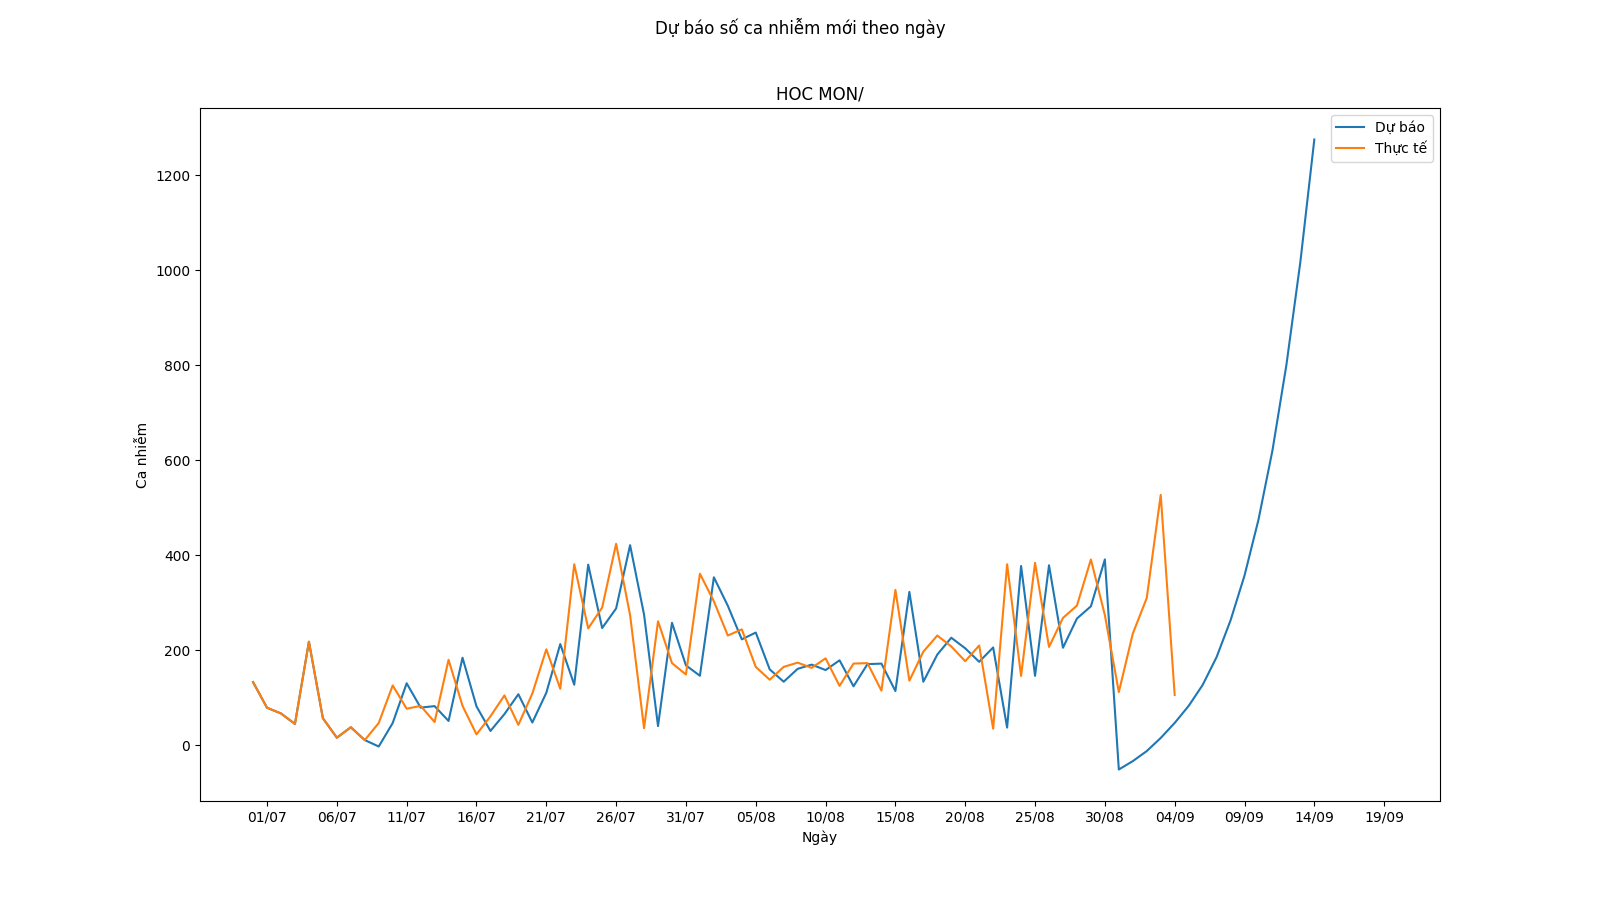 Dự báo số ca nhiễm mới theo ngày
HOC MON/
Dự báo
Thực tế
1200
1000
800
600
400
200
0
Ca nhiễm
01/07 06/07 11/07 16/07 21/07 26/07 31/07 05/08 10/08 15/08 20/08 25/08 30/08 04/09 09/09 14/09 19/09
Ngày